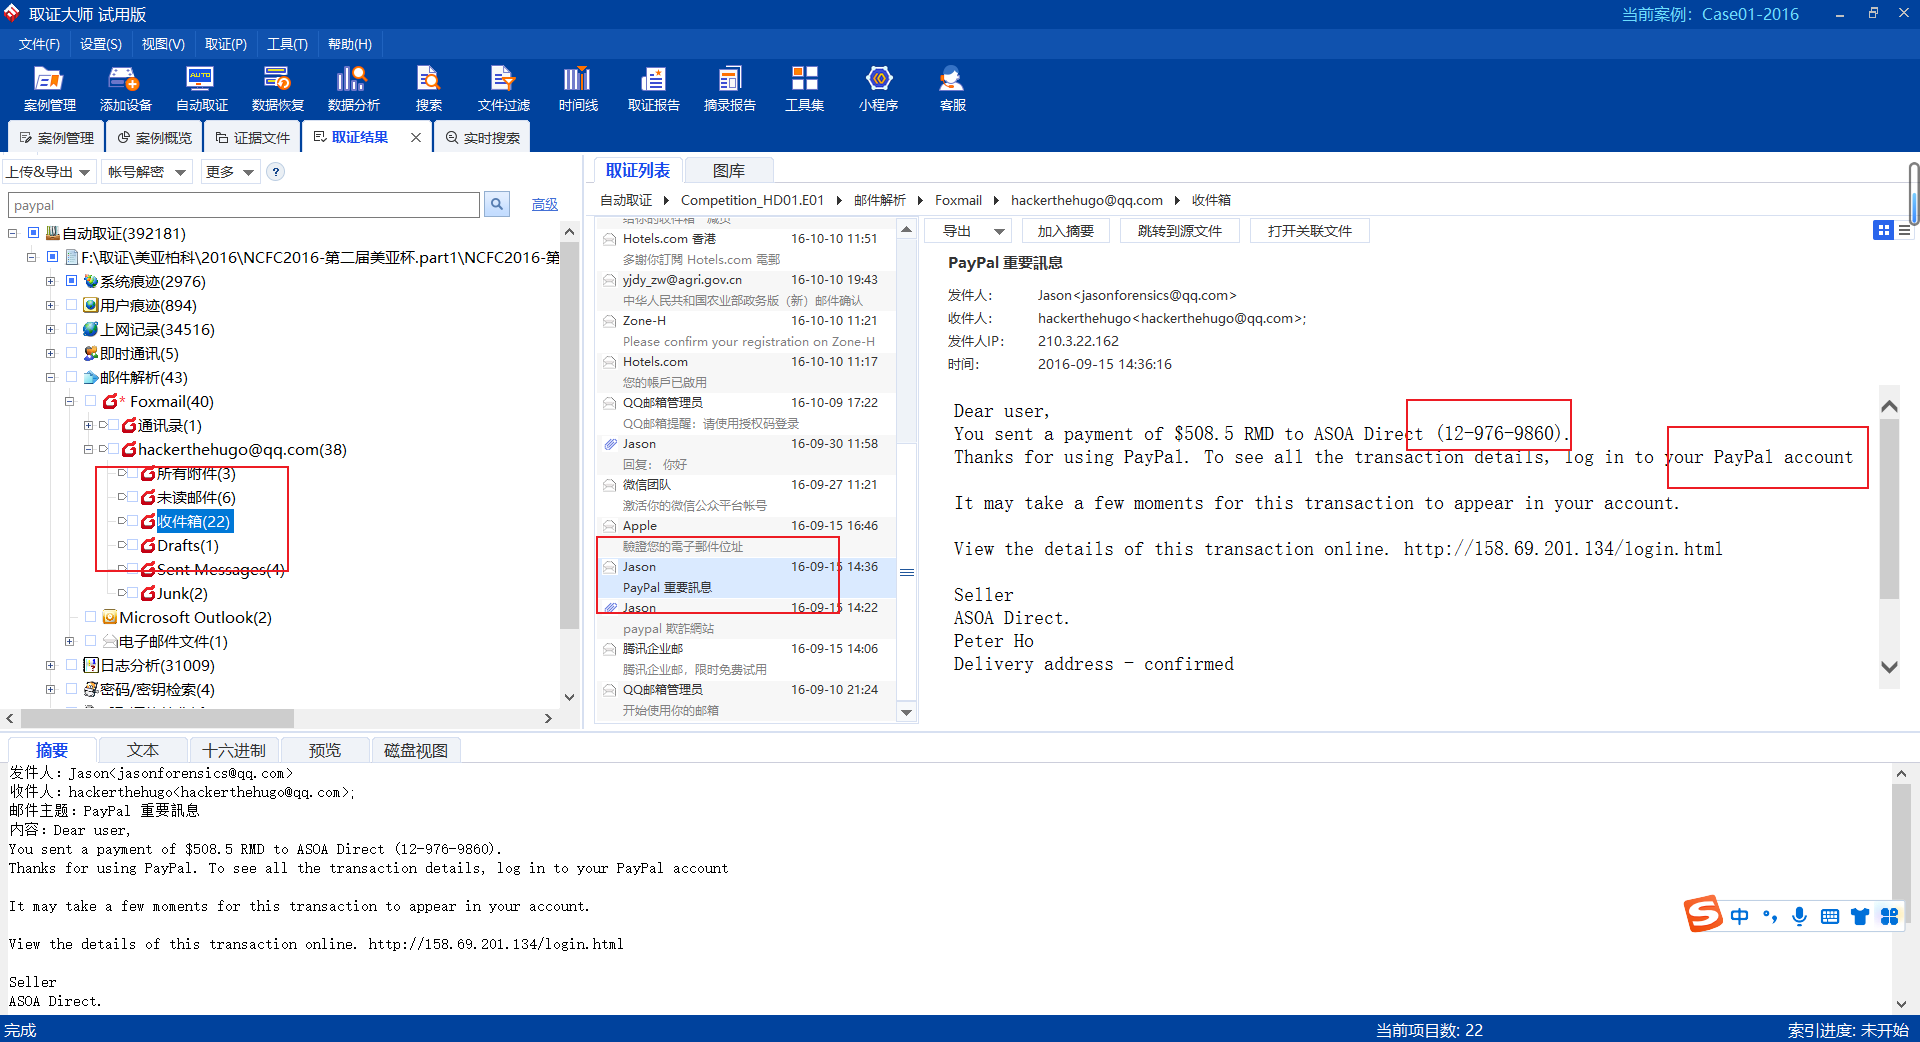 取证大师 试用版
当前案例: Case01-2016
文件(F) 设置(S) 视图(V) 取证(P) 工具(T) 帮助(H)
案例管理 添加设备 自动取证 数据恢复 数据分析 搜索 文件过滤 时间线 取证报告 摘录报告 工具集 小程序 客服
案例管理 案例概览 证据文件 取证结果 实时搜索
上传&导出 帐号解密 更多 ?
paypal
高级
自动取证(392181)
F:\取证\美亚柏科\2016\NCFC2016-第二届美亚杯.part1\NCFC2016-第
系统痕迹(2976)
用户痕迹(894)
上网记录(34516)
即时通讯(5)
邮件解析(43)
* Foxmail(40)
通讯录(1)
hackerthehugo@qq.com(38)
所有附件(3)
未读邮件(6)
收件箱(22)
Drafts(1)
Sent Messages(4)
Junk(2)
Microsoft Outlook(2)
电子邮件文件(1)
日志分析(31009)
密码/密钥检索(4)
取证列表 图库
自动取证 Competition_HD01.E01 邮件解析 Foxmail hackerthehugo@qq.com 收件箱
Hotels.com 香港 16-10-10 11:51
多謝你訂閱 Hotels.com 電郵
yjdy_zw@agri.gov.cn 16-10-10 19:43
中华人民共和国农业部政务版（新）邮件确认
Zone-H 16-10-10 11:21
Please confirm your registration on Zone-H
Hotels.com 16-10-10 11:17
您的帳戶已啟用
QQ邮箱管理员 16-10-09 17:22
QQ邮箱提醒：请使用授权码登录
Jason 16-09-30 11:58
回复： 你好
微信团队 16-09-27 11:21
激活你的微信公众平台帐号
Apple 16-09-15 16:46
驗證您的電子郵件位址
Jason 16-09-15 14:36
PayPal 重要訊息
Jason 16-09-15 14:22
paypal 欺詐網站
腾讯企业邮 16-09-15 14:06
腾讯企业邮，限时免费试用
QQ邮箱管理员 16-09-10 21:24
开始使用你的邮箱
导出 加入摘要 跳转到源文件 打开关联文件
PayPal 重要訊息
发件人: Jason<jasonforensics@qq.com>
收件人: hackerthehugo<hackerthehugo@qq.com>;
发件人IP: 210.3.22.162
时间: 2016-09-15 14:36:16
Dear user,
You sent a payment of $508.5 RMD to ASOA Direct (12-976-9860).
Thanks for using PayPal. To see all the transaction details, log in to your PayPal account
It may take a few moments for this transaction to appear in your account.
View the details of this transaction online. http://158.69.201.134/login.html
Seller
ASOA Direct.
Peter Ho
Delivery address - confirmed
摘要 文本 十六进制 预览 磁盘视图
发件人：Jason<jasonforensics@qq.com>
收件人：hackerthehugo<hackerthehugo@qq.com>;
邮件主题：PayPal 重要訊息
内容：Dear user,
You sent a payment of $508.5 RMD to ASOA Direct (12-976-9860).
Thanks for using PayPal. To see all the transaction details, log in to your PayPal account
It may take a few moments for this transaction to appear in your account.
View the details of this transaction online. http://158.69.201.134/login.html
Seller
ASOA Direct.
S 中
完成
当前项目数: 22
索引进度: 未开始